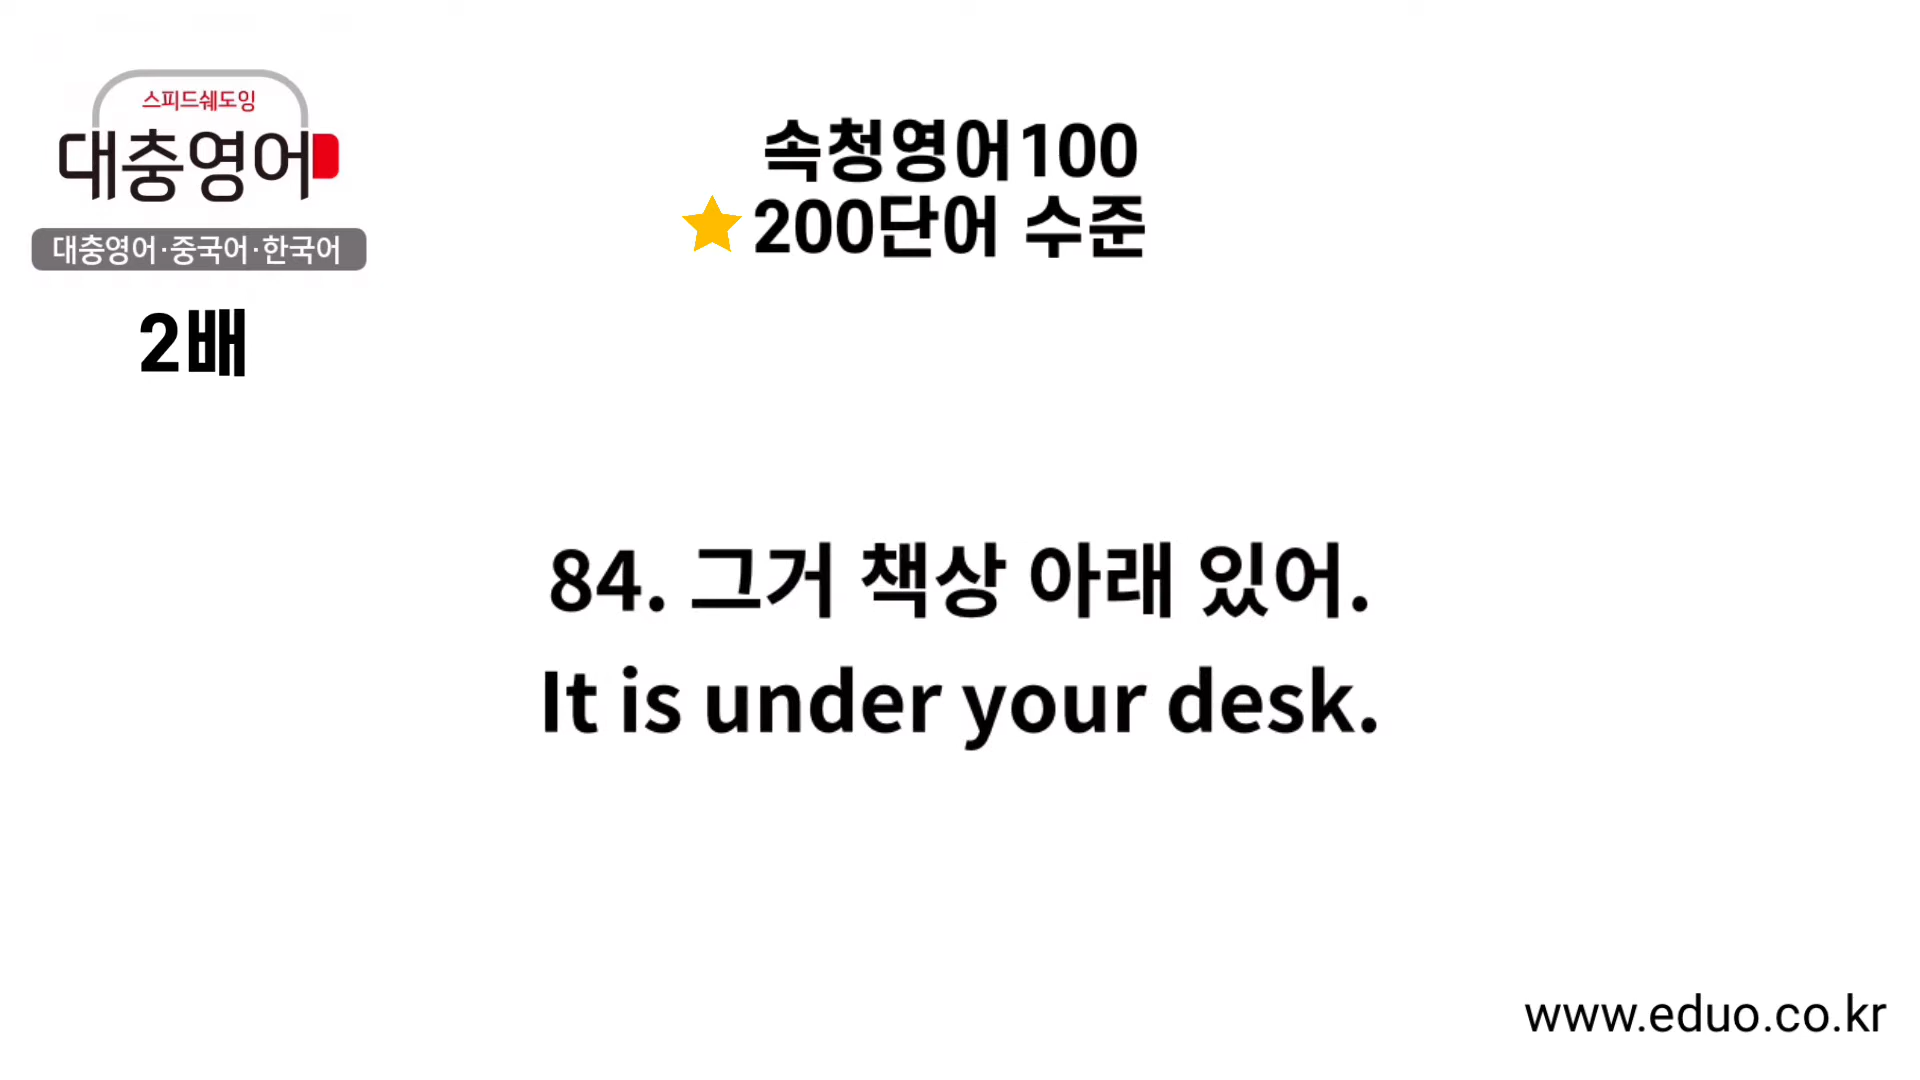 스피드쉐도잉
대충영어
대충영어·중국어·한국어
2배
속청영어100
200단어 수준
84. 그거 책상 아래 있어.
It is under your desk.
www.eduo.co.kr